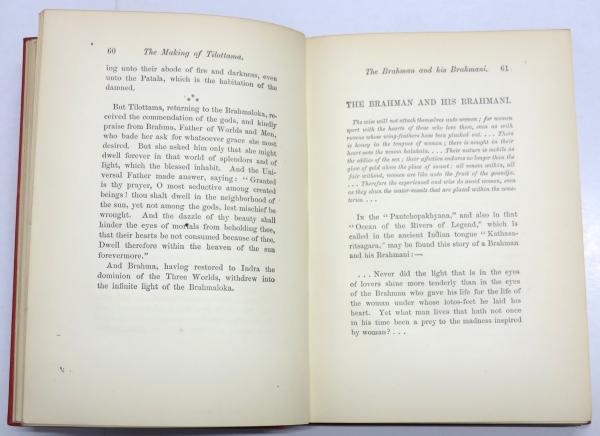 60 The Making of Tilottama.
ing unto their abode of fire and darkness, even
unto the Patala, which is the habitation of the
damned.
* * *
But Tilottama, returning to the Brahmaloka, re-
ceived the commendation of the gods, and kindly
praise from Brahma, Father of Worlds and Men,
who bade her ask for whatsoever grace she most
desired. But she asked him only that she might
dwell forever in that world of splendors and of
light, which the blessed inhabit. And the Uni-
versal Father made answer, saying: "Granted
is thy prayer, O most seductive among created
beings! thou shalt dwell in the neighborhood of
the sun, yet not among the gods, lest mischief be
wrought. And the dazzle of thy beauty shall
hinder the eyes of mortals from beholding thee,
that their hearts be not consumed because of thee.
Dwell therefore within the heaven of the sun
forevermore."
And Brahma, having restored to Indra the
dominion of the Three Worlds, withdrew into
the infinite light of the Brahmaloka.
The Brahman and his Brahmani. 61
THE BRAHMAN AND HIS BRAHMANI.
The wise will not attach themselves unto women; for women
sport with the hearts of those who love them, even as with
ravens whose wing-feathers have been plucked out. . . . There
is honey in the tongues of women; there is nought in their
heart save the venom halahala. . . . Their nature is mobile as
the eddies of the sea; their affection endures no longer than the
glow of gold above the place of sunset: all venom within, all
fair without, women are like unto the fruit of the goundja.
. . . Therefore the experienced and wise do avoid women, even
as they shun the water-vessels that are placed within the ceme-
teries. . . .
In the "Pantchopakhyana," and also in that
"Ocean of the Rivers of Legend," which is
called in the ancient Indian tongue "Kathasa-
ritsagara," may be found this story of a Brahman
and his Brahmani:—
. . . Never did the light that is in the eyes
of lovers shine more tenderly than in the eyes
of the Brahman who gave his life for the life of
the woman under whose lotos-feet he laid his
heart. Yet what man lives that hath not once
in his time been a prey to the madness inspired
by woman? . . .